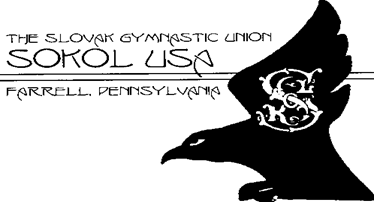 THE SLOVAK GYMNASTIC UNION
SOKOL USA
FARRELL, PENNSYLVANIA